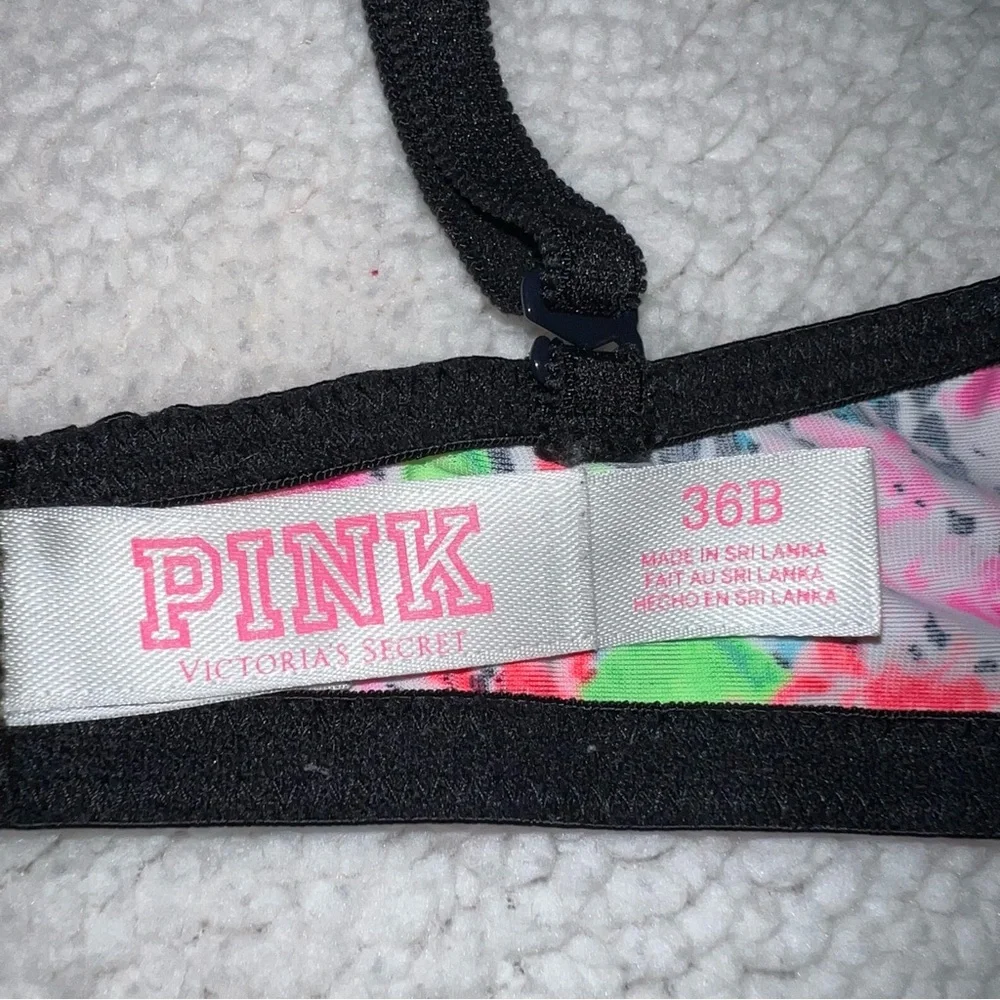 PINK
VICTORIA'S SECRET
36B
MADE IN SRI LANKA
FAIT AU SRI LANKA
HECHO EN SRI LANKA